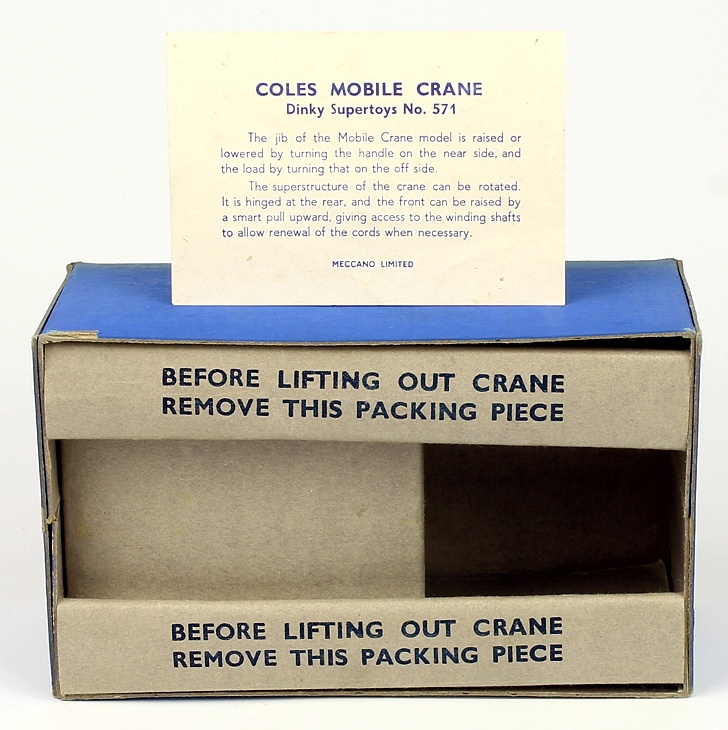 COLES MOBILE CRANE
Dinky Supertoys No. 571
The jib of the Mobile Crane model is raised or
lowered by turning the handle on the near side, and
the load by turning that on the off side.
The superstructure of the crane can be rotated.
It is hinged at the rear, and the front can be raised by
a smart pull upward, giving access to the winding shafts
to allow renewal of the cords when necessary.
MECCANO LIMITED
BEFORE LIFTING OUT CRANE
REMOVE THIS PACKING PIECE
BEFORE LIFTING OUT CRANE
REMOVE THIS PACKING PIECE